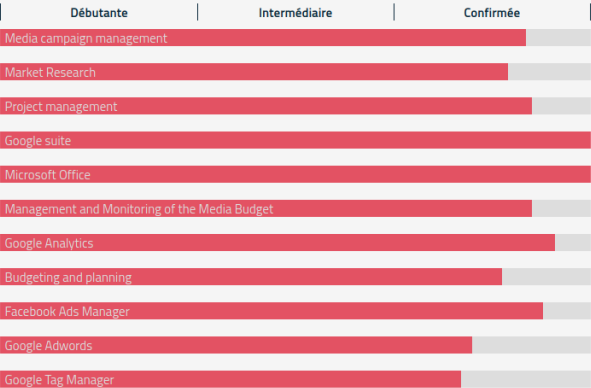 Débutante Intermédiaire Confirmée
Media campaign management
Market Research
Project management
Google suite
Microsoft Office
Management and Monitoring of the Media Budget
Google Analytics
Budgeting and planning
Facebook Ads Manager
Google Adwords
Google Tag Manager